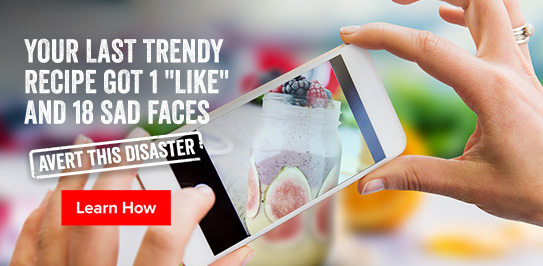 YOUR LAST TRENDY
RECIPE GOT 1 "LIKE"
AND 18 SAD FACES
AVERT THIS DISASTER
Learn How